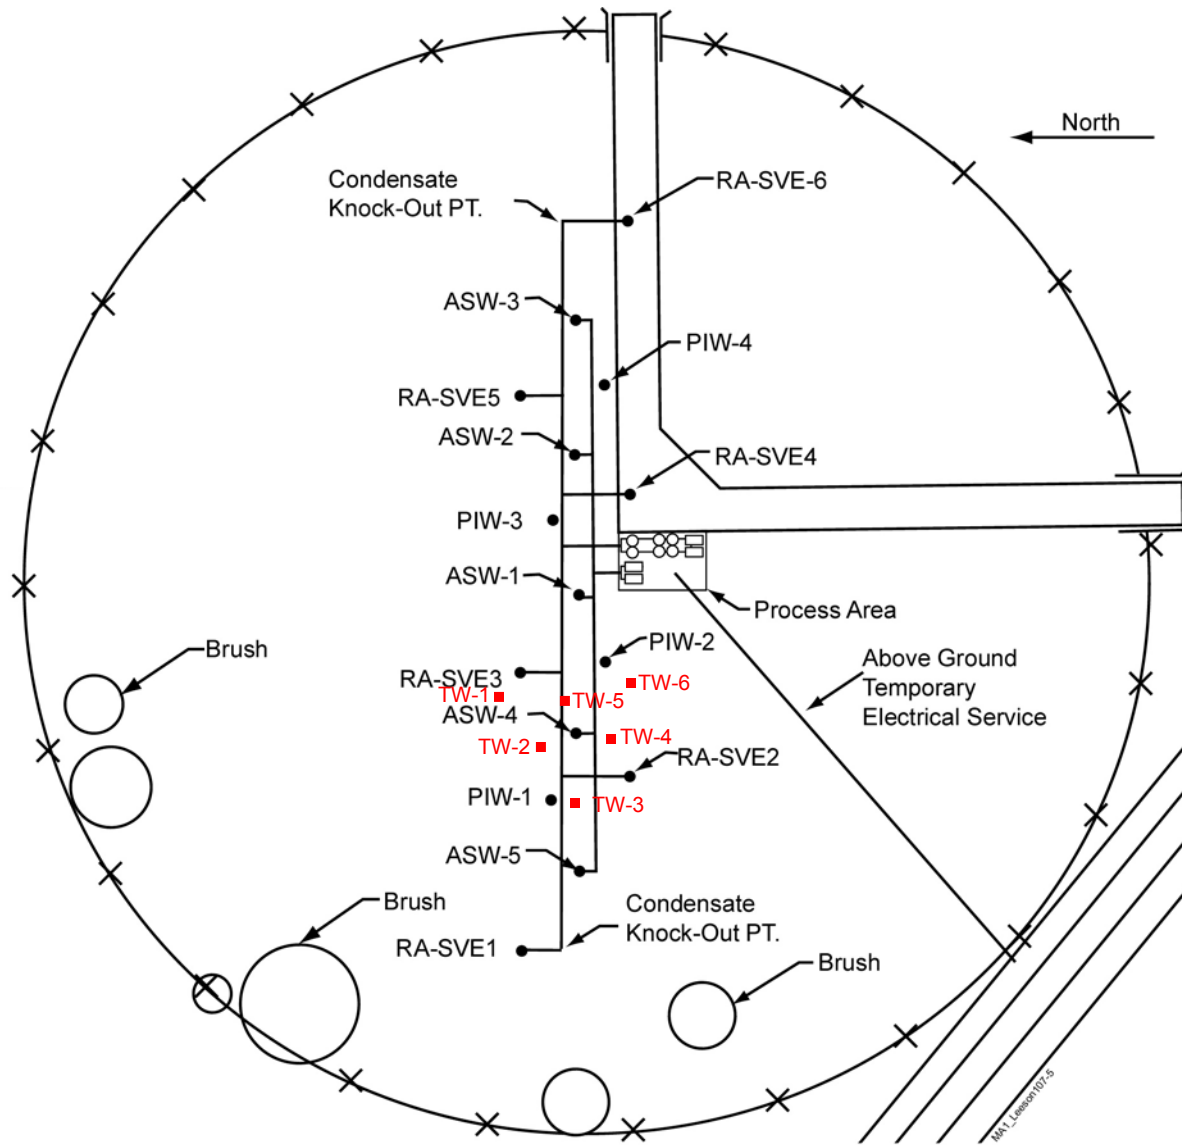 North
Condensate
Knock-Out PT.
RA-SVE-6
ASW-3
PIW-4
RA-SVE5
ASW-2
RA-SVE4
PIW-3
ASW-1
Process Area
Brush
PIW-2
Above Ground
Temporary
Electrical Service
RA-SVE3
TW-6
TW-1
TW-5
ASW-4
TW-2
TW-4
RA-SVE2
PIW-1
TW-3
ASW-5
Brush
Condensate
Knock-Out PT.
RA-SVE1
Brush
MA1_Leeson107-5